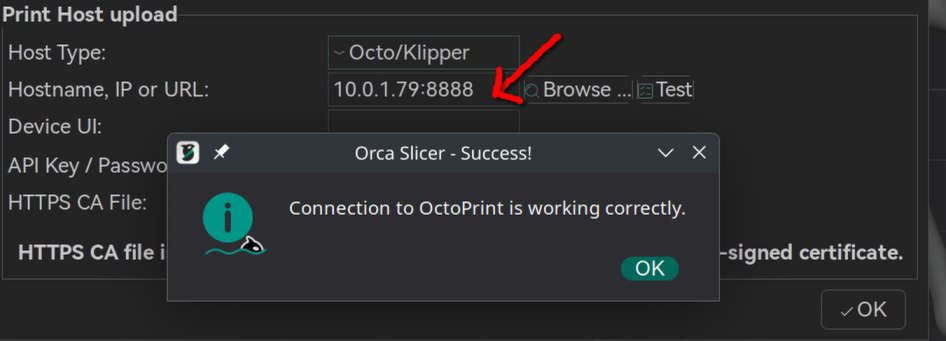 Print Host upload
Host Type: Octo/Klipper
Hostname, IP or URL: 10.0.1.79:8888 Browse ... Test
Device UI:
Orca Slicer - Success!
API Key / Passwo
Connection to OctoPrint is working correctly.
HTTPS CA File:
HTTPS CA file i -signed certificate.
OK
OK